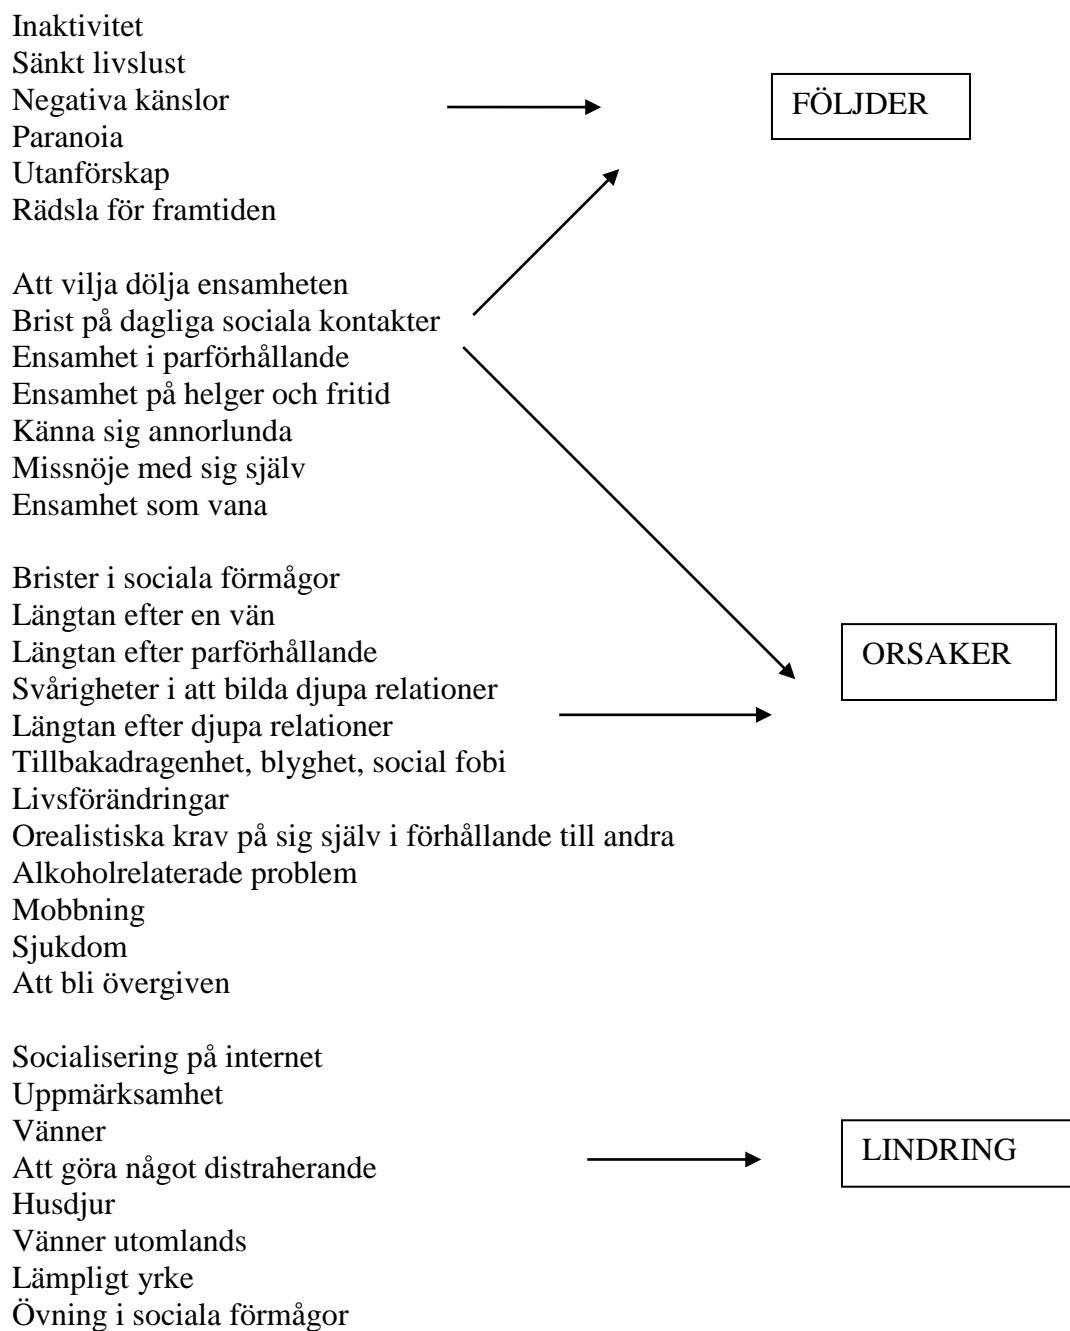 Inaktivitet
Sänkt livslust
Negativa känslor
Paranoia
Utanförskap
Rädsla för framtiden
FÖLJDER
Att vilja dölja ensamheten
Brist på dagliga sociala kontakter
Ensamhet i parförhållande
Ensamhet på helger och fritid
Känna sig annorlunda
Missnöje med sig själv
Ensamhet som vana
Brister i sociala förmågor
Längtan efter en vän
Längtan efter parförhållande
Svårigheter i att bilda djupa relationer
Längtan efter djupa relationer
Tillbakadragenhet, blyghet, social fobi
Livsförändringar
Orealistiska krav på sig själv i förhållande till andra
Alkoholrelaterade problem
Mobbning
Sjukdom
Att bli övergiven
ORSAKER
Socialisering på internet
Uppmärksamhet
Vänner
Att göra något distraherande
Husdjur
Vänner utomlands
Lämpligt yrke
Övning i sociala förmågor
LINDRING